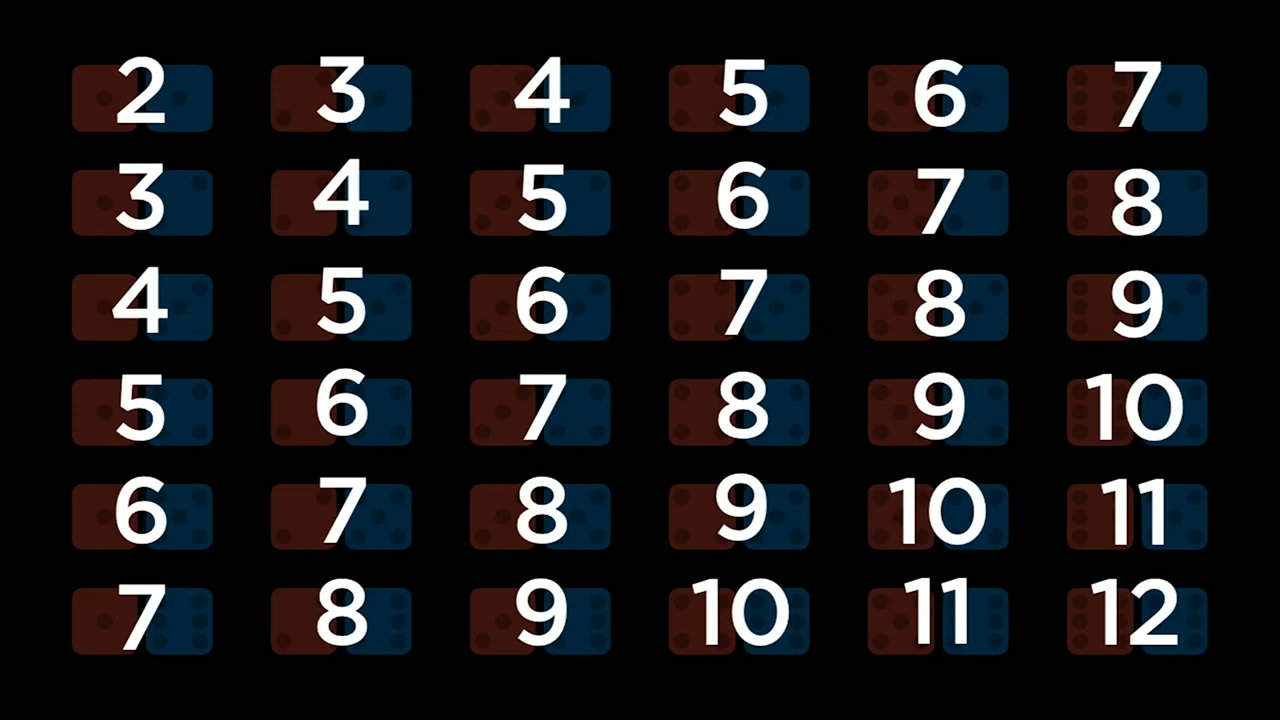 2 3 4 5 6 7
3 4 5 6 7 8
4 5 6 7 8 9
5 6 7 8 9 10
6 7 8 9 10 11
7 8 9 10 11 12